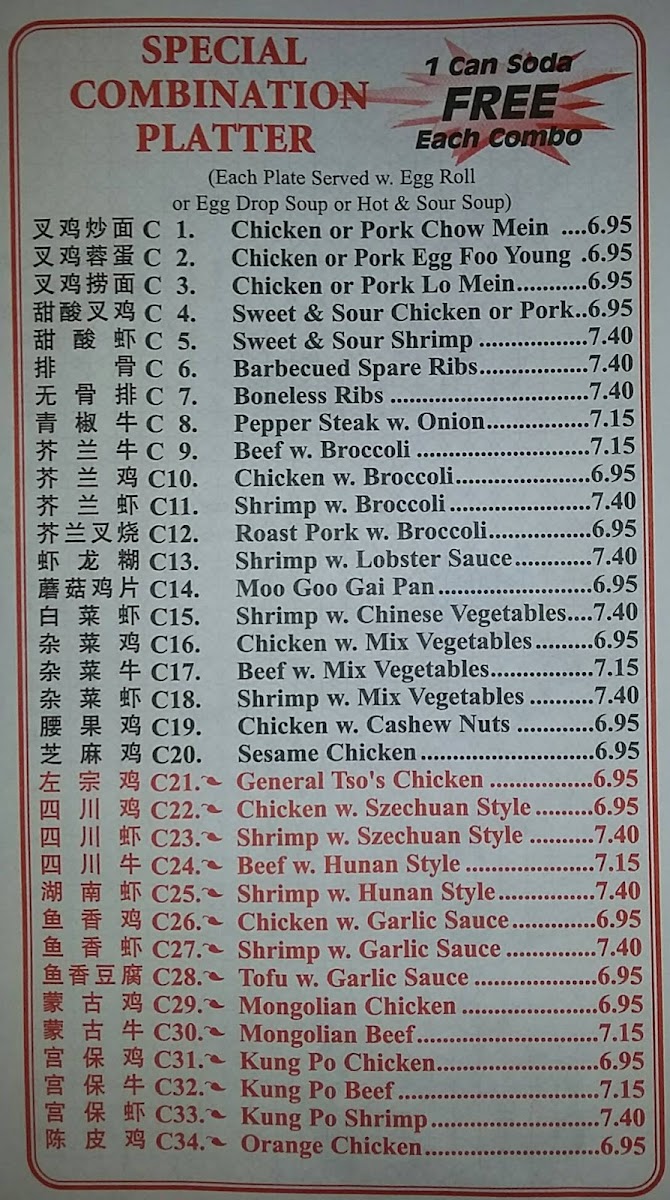 SPECIAL
COMBINATION
PLATTER
1 Can Soda
FREE
Each Combo
(Each Plate Served w. Egg Roll
or Egg Drop Soup or Hot & Sour Soup)
叉鸡炒面 C 1. Chicken or Pork Chow Mein ....6.95
叉鸡蓉蛋 C 2. Chicken or Pork Egg Foo Young .6.95
叉鸡捞面 C 3. Chicken or Pork Lo Mein............6.95
甜酸叉鸡 C 4. Sweet & Sour Chicken or Pork..6.95
甜酸虾 C 5. Sweet & Sour Shrimp .................7.40
排骨 C 6. Barbecued Spare Ribs.................7.40
无骨排 C 7. Boneless Ribs ...........................7.40
青椒牛 C 8. Pepper Steak w. Onion................7.15
芥兰牛 C 9. Beef w. Broccoli .........................7.15
芥兰鸡 C10. Chicken w. Broccoli....................6.95
芥兰虾 C11. Shrimp w. Broccoli .....................7.40
芥兰叉烧 C12. Roast Pork w. Broccoli................6.95
虾龙糊 C13. Shrimp w. Lobster Sauce............7.40
蘑菇鸡片 C14. Moo Goo Gai Pan.......................6.95
白菜虾 C15. Shrimp w. Chinese Vegetables....7.40
杂菜鸡 C16. Chicken w. Mix Vegetables.........6.95
杂菜牛 C17. Beef w. Mix Vegetables...............7.15
杂菜虾 C18. Shrimp w. Mix Vegetables ..........7.40
腰果鸡 C19. Chicken w. Cashew Nuts ............6.95
芝麻鸡 C20. Sesame Chicken..........................6.95
左宗鸡 C21. General Tso's Chicken ...............6.95
四川鸡 C22. Chicken w. Szechuan Style .........6.95
四川虾 C23. Shrimp w. Szechuan Style ..........7.40
四川牛 C24. Beef w. Hunan Style ...................7.15
湖南虾 C25. Shrimp w. Hunan Style...............7.40
鱼香鸡 C26. Chicken w. Garlic Sauce.............6.95
鱼香虾 C27. Shrimp w. Garlic Sauce ..............7.40
鱼香豆腐 C28. Tofu w. Garlic Sauce ..................6.95
蒙古鸡 C29. Mongolian Chicken ....................6.95
蒙古牛 C30. Mongolian Beef..........................7.15
宫保鸡 C31. Kung Po Chicken.......................6.95
宫保牛 C32. Kung Po Beef ............................7.15
宫保虾 C33. Kung Po Shrimp ........................7.40
陈皮鸡 C34. Orange Chicken.........................6.95